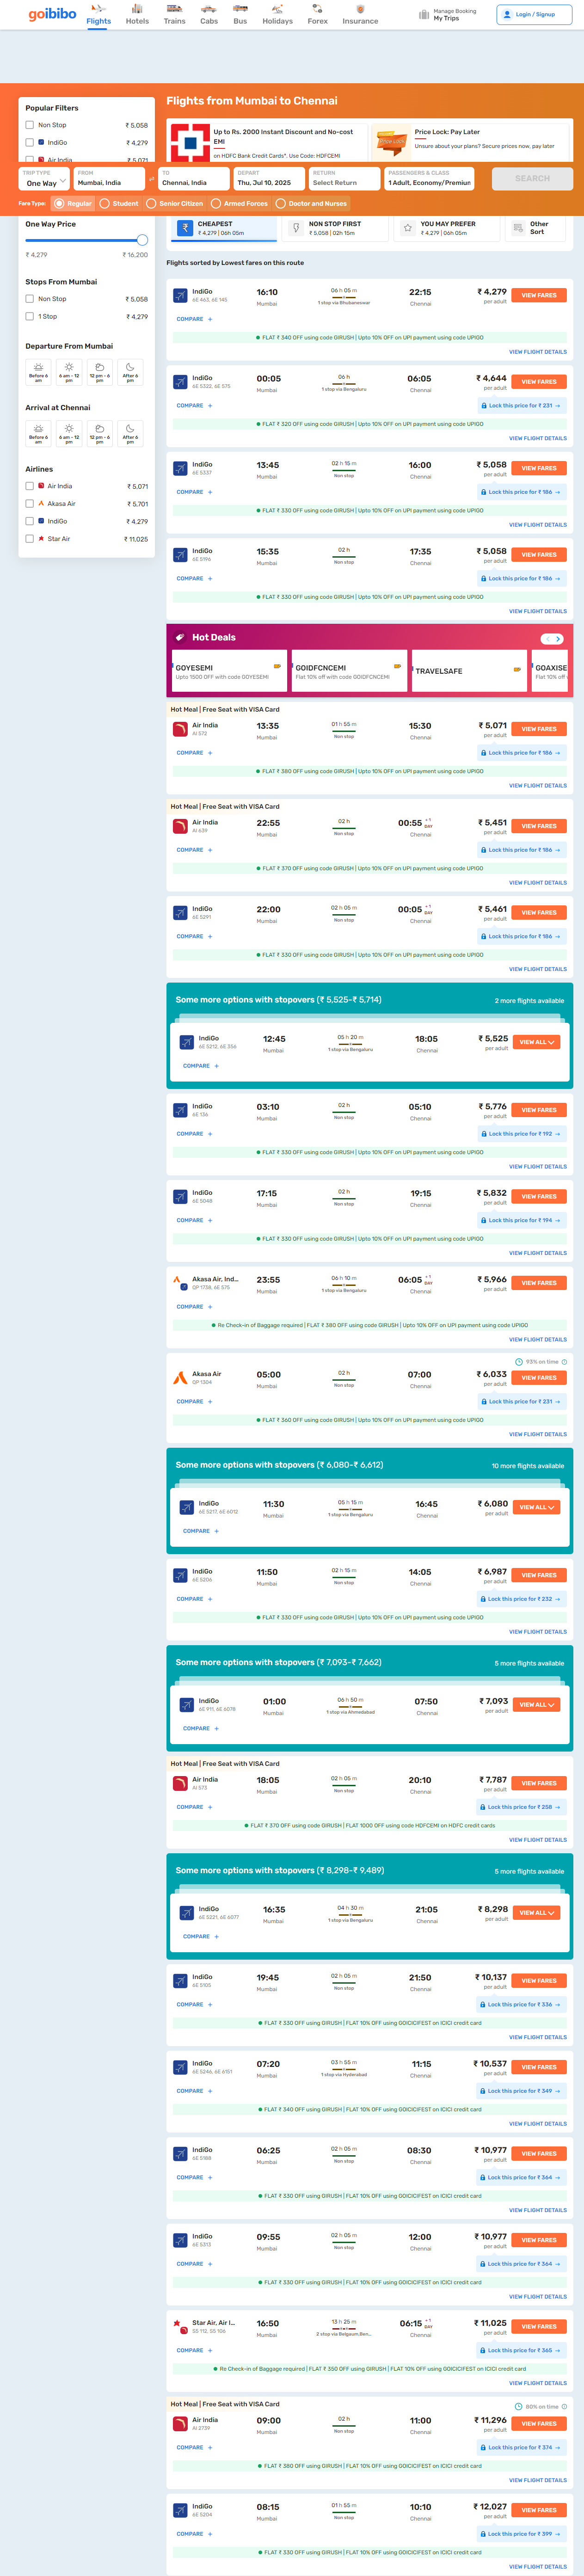 goibibo
Flights
Hotels
Trains
Cabs
Bus
Holidays
Forex
Insurance
Manage Booking
My Trips
Login / Signup
Flights from Mumbai to Chennai
Popular Filters
Non Stop ₹ 5,058
IndiGo ₹ 4,279
Air India ₹ 5,071
Up to Rs. 2000 Instant Discount and No-cost
EMI
on HDFC Bank Credit Cards*. Use Code: HDFCEMI
Price Lock: Pay Later
Unsure about your plans? Secure prices now, pay later
TRIP TYPE
One Way
FROM
Mumbai, India
TO
Chennai, India
DEPART
Thu, Jul 10, 2025
RETURN
Select Return
PASSENGERS & CLASS
1 Adult, Economy/Premium
SEARCH
Fare Type:
Regular
Student
Senior Citizen
Armed Forces
Doctor and Nurses
One Way Price
₹ 4,279 ₹ 16,200
Stops From Mumbai
Non Stop ₹ 5,058
1 Stop ₹ 4,279
Departure From Mumbai
Before 6 am
6 am - 12 pm
12 pm - 6 pm
After 6 pm
Arrival at Chennai
Before 6 am
6 am - 12 pm
12 pm - 6 pm
After 6 pm
Airlines
Air India ₹ 5,071
Akasa Air ₹ 5,701
IndiGo ₹ 4,279
Star Air ₹ 11,025
CHEAPEST
₹ 4,279 | 06h 05m
NON STOP FIRST
₹ 5,058 | 02h 15m
YOU MAY PREFER
₹ 4,279 | 06h 05m
Other
Sort
Flights sorted by Lowest fares on this route
IndiGo 16:10 06 h 05 m 22:15 ₹ 4,279 VIEW FARES
6E 463, 6E 145 Mumbai 1 stop via Bhubaneswar Chennai per adult
COMPARE +
FLAT ₹ 340 OFF using code GIRUSH | Upto 10% OFF on UPI payment using code UPIGO
VIEW FLIGHT DETAILS
IndiGo 00:05 06 h 06:05 ₹ 4,644 VIEW FARES
6E 5322, 6E 575 Mumbai 1 stop via Bengaluru Chennai per adult
COMPARE + Lock this price for ₹ 231 →
FLAT ₹ 320 OFF using code GIRUSH | Upto 10% OFF on UPI payment using code UPIGO
VIEW FLIGHT DETAILS
IndiGo 13:45 02 h 15 m 16:00 ₹ 5,058 VIEW FARES
6E 5337 Mumbai Non stop Chennai per adult
COMPARE + Lock this price for ₹ 186 →
FLAT ₹ 330 OFF using code GIRUSH | Upto 10% OFF on UPI payment using code UPIGO
VIEW FLIGHT DETAILS
IndiGo 15:35 02 h 17:35 ₹ 5,058 VIEW FARES
6E 5196 Mumbai Non stop Chennai per adult
COMPARE + Lock this price for ₹ 186 →
FLAT ₹ 330 OFF using code GIRUSH | Upto 10% OFF on UPI payment using code UPIGO
VIEW FLIGHT DETAILS
Hot Deals
GOYESEMI
Upto 1500 OFF with code GOYESEMI
GOIDFCNCEMI
Flat 10% off with code GOIDFCNCEMI
TRAVELSAFE
GOAXISE
Flat 10% off
Hot Meal | Free Seat with VISA Card
Air India 13:35 01 h 55 m 15:30 ₹ 5,071 VIEW FARES
AI 572 Mumbai Non stop Chennai per adult
COMPARE + Lock this price for ₹ 186 →
FLAT ₹ 380 OFF using code GIRUSH | Upto 10% OFF on UPI payment using code UPIGO
VIEW FLIGHT DETAILS
Hot Meal | Free Seat with VISA Card
Air India 22:55 02 h 00:55 + 1 DAY ₹ 5,451 VIEW FARES
AI 639 Mumbai Non stop Chennai per adult
COMPARE + Lock this price for ₹ 186 →
FLAT ₹ 370 OFF using code GIRUSH | Upto 10% OFF on UPI payment using code UPIGO
VIEW FLIGHT DETAILS
IndiGo 22:00 02 h 05 m 00:05 + 1 DAY ₹ 5,461 VIEW FARES
6E 5291 Mumbai Non stop Chennai per adult
COMPARE + Lock this price for ₹ 186 →
FLAT ₹ 330 OFF using code GIRUSH | Upto 10% OFF on UPI payment using code UPIGO
VIEW FLIGHT DETAILS
Some more options with stopovers (₹ 5,525-₹ 5,714) 2 more flights available
IndiGo 12:45 05 h 20 m 18:05 ₹ 5,525 VIEW ALL
6E 5212, 6E 356 Mumbai 1 stop via Bengaluru Chennai per adult
COMPARE +
IndiGo 03:10 02 h 05:10 ₹ 5,776 VIEW FARES
6E 136 Mumbai Non stop Chennai per adult
COMPARE + Lock this price for ₹ 192 →
FLAT ₹ 330 OFF using code GIRUSH | Upto 10% OFF on UPI payment using code UPIGO
VIEW FLIGHT DETAILS
IndiGo 17:15 02 h 19:15 ₹ 5,832 VIEW FARES
6E 5048 Mumbai Non stop Chennai per adult
COMPARE + Lock this price for ₹ 194 →
FLAT ₹ 330 OFF using code GIRUSH | Upto 10% OFF on UPI payment using code UPIGO
VIEW FLIGHT DETAILS
Akasa Air, Ind... 23:55 06 h 10 m 06:05 + 1 DAY ₹ 5,966 VIEW FARES
QP 1738, 6E 575 Mumbai 1 stop via Bengaluru Chennai per adult
COMPARE +
Re Check-in of Baggage required | FLAT ₹ 380 OFF using code GIRUSH | Upto 10% OFF on UPI payment using code UPIGO
VIEW FLIGHT DETAILS
93% on time
Akasa Air 05:00 02 h 07:00 ₹ 6,033 VIEW FARES
QP 1304 Mumbai Non stop Chennai per adult
COMPARE + Lock this price for ₹ 231 →
FLAT ₹ 360 OFF using code GIRUSH | Upto 10% OFF on UPI payment using code UPIGO
VIEW FLIGHT DETAILS
Some more options with stopovers (₹ 6,080-₹ 6,612) 10 more flights available
IndiGo 11:30 05 h 15 m 16:45 ₹ 6,080 VIEW ALL
6E 5217, 6E 6012 Mumbai 1 stop via Bengaluru Chennai per adult
COMPARE +
IndiGo 11:50 02 h 15 m 14:05 ₹ 6,987 VIEW FARES
6E 5206 Mumbai Non stop Chennai per adult
COMPARE + Lock this price for ₹ 232 →
FLAT ₹ 330 OFF using code GIRUSH | Upto 10% OFF on UPI payment using code UPIGO
VIEW FLIGHT DETAILS
Some more options with stopovers (₹ 7,093-₹ 7,662) 5 more flights available
IndiGo 01:00 06 h 50 m 07:50 ₹ 7,093 VIEW ALL
6E 911, 6E 6078 Mumbai 1 stop via Ahmedabad Chennai per adult
COMPARE +
Hot Meal | Free Seat with VISA Card
Air India 18:05 02 h 05 m 20:10 ₹ 7,787 VIEW FARES
AI 573 Mumbai Non stop Chennai per adult
COMPARE + Lock this price for ₹ 258 →
FLAT ₹ 370 OFF using code GIRUSH | FLAT 1000 OFF using code HDFCEMI on HDFC credit cards
VIEW FLIGHT DETAILS
Some more options with stopovers (₹ 8,298-₹ 9,489) 5 more flights available
IndiGo 16:35 04 h 30 m 21:05 ₹ 8,298 VIEW ALL
6E 5221, 6E 6077 Mumbai 1 stop via Bengaluru Chennai per adult
COMPARE +
IndiGo 19:45 02 h 05 m 21:50 ₹ 10,137 VIEW FARES
6E 5105 Mumbai Non stop Chennai per adult
COMPARE + Lock this price for ₹ 336 →
FLAT ₹ 330 OFF using GIRUSH | FLAT 10% OFF using GOICICIFEST on ICICI credit card
VIEW FLIGHT DETAILS
IndiGo 07:20 03 h 55 m 11:15 ₹ 10,537 VIEW FARES
6E 5246, 6E 6151 Mumbai 1 stop via Hyderabad Chennai per adult
COMPARE + Lock this price for ₹ 349 →
FLAT ₹ 340 OFF using GIRUSH | FLAT 10% OFF using GOICICIFEST on ICICI credit card
VIEW FLIGHT DETAILS
IndiGo 06:25 02 h 05 m 08:30 ₹ 10,977 VIEW FARES
6E 5188 Mumbai Non stop Chennai per adult
COMPARE + Lock this price for ₹ 364 →
FLAT ₹ 330 OFF using GIRUSH | FLAT 10% OFF using GOICICIFEST on ICICI credit card
VIEW FLIGHT DETAILS
IndiGo 09:55 02 h 05 m 12:00 ₹ 10,977 VIEW FARES
6E 5313 Mumbai Non stop Chennai per adult
COMPARE + Lock this price for ₹ 364 →
FLAT ₹ 330 OFF using GIRUSH | FLAT 10% OFF using GOICICIFEST on ICICI credit card
VIEW FLIGHT DETAILS
Star Air, Air I... 16:50 13 h 25 m 06:15 + 1 DAY ₹ 11,025 VIEW FARES
S5 112, S5 106 Mumbai 2 stop via Belgaum,Ben... Chennai per adult
COMPARE + Lock this price for ₹ 365 →
Re Check-in of Baggage required | FLAT ₹ 350 OFF using GIRUSH | FLAT 10% OFF using GOICICIFEST on ICICI credit card
VIEW FLIGHT DETAILS
Hot Meal | Free Seat with VISA Card 80% on time
Air India 09:00 02 h 11:00 ₹ 11,296 VIEW FARES
AI 2739 Mumbai Non stop Chennai per adult
COMPARE + Lock this price for ₹ 374 →
FLAT ₹ 380 OFF using GIRUSH | FLAT 10% OFF using GOICICIFEST on ICICI credit card
VIEW FLIGHT DETAILS
IndiGo 08:15 01 h 55 m 10:10 ₹ 12,027 VIEW FARES
6E 5204 Mumbai Non stop Chennai per adult
COMPARE + Lock this price for ₹ 399 →
FLAT ₹ 330 OFF using GIRUSH | FLAT 10% OFF using GOICICIFEST on ICICI credit card
VIEW FLIGHT DETAILS